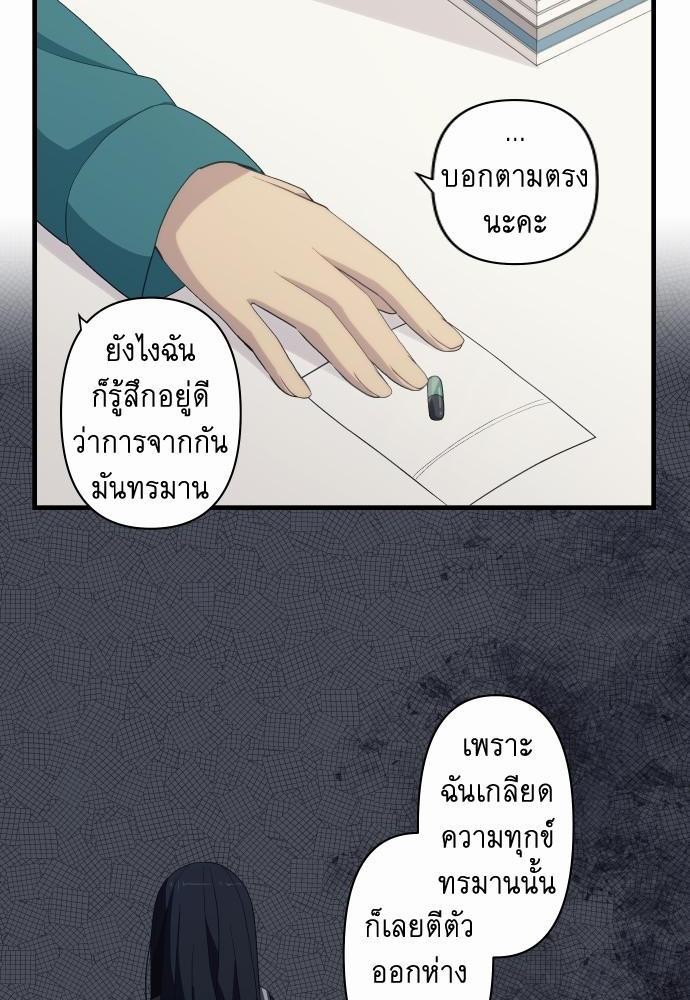 ...
บอกตามตรง
นะคะ
ยังไงฉัน
ก็รู้สึกอยู่ดี
ว่าการจากกัน
มันทรมาน
เพราะ
ฉันเกลียด
ความทุกข์
ทรมานนั้น
ก็เลยตีตัว
ออกห่าง